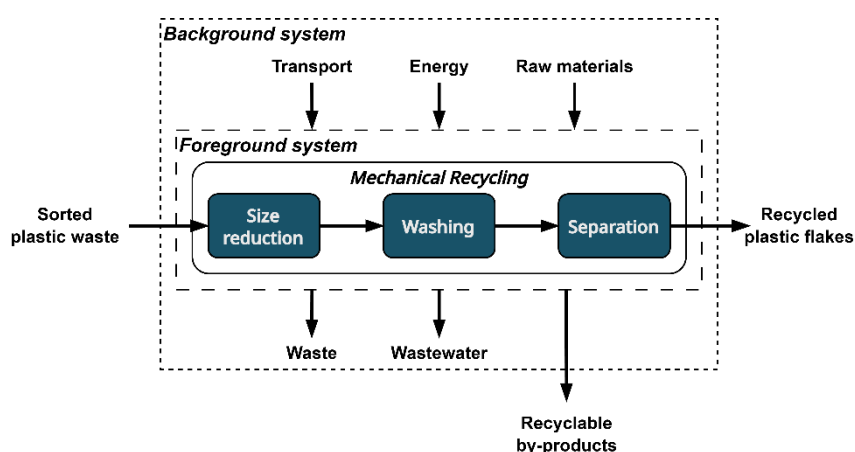 Background system
Transport
Energy
Raw materials
Foreground system
Mechanical Recycling
Sorted
plastic waste
Size
reduction
Washing
Separation
Recycled
plastic flakes
Waste
Wastewater
Recyclable
by-products